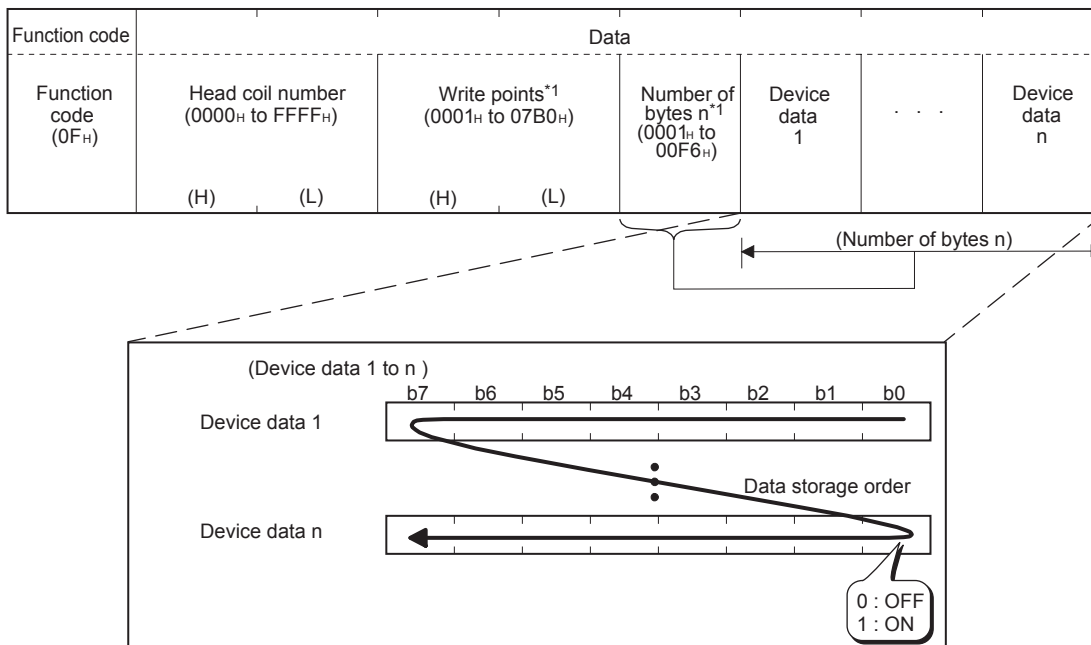 Function code
Data
Function
code
(0FH)
Head coil number
(0000H to FFFFH)
(H) (L)
Write points*1
(0001H to 07B0H)
(H) (L)
Number of
bytes n*1
(0001H to
00F6H)
Device
data
1
. . .
Device
data
n
(Number of bytes n)
(Device data 1 to n )
b7 b6 b5 b4 b3 b2 b1 b0
Device data 1
Data storage order
Device data n
0 : OFF
1 : ON